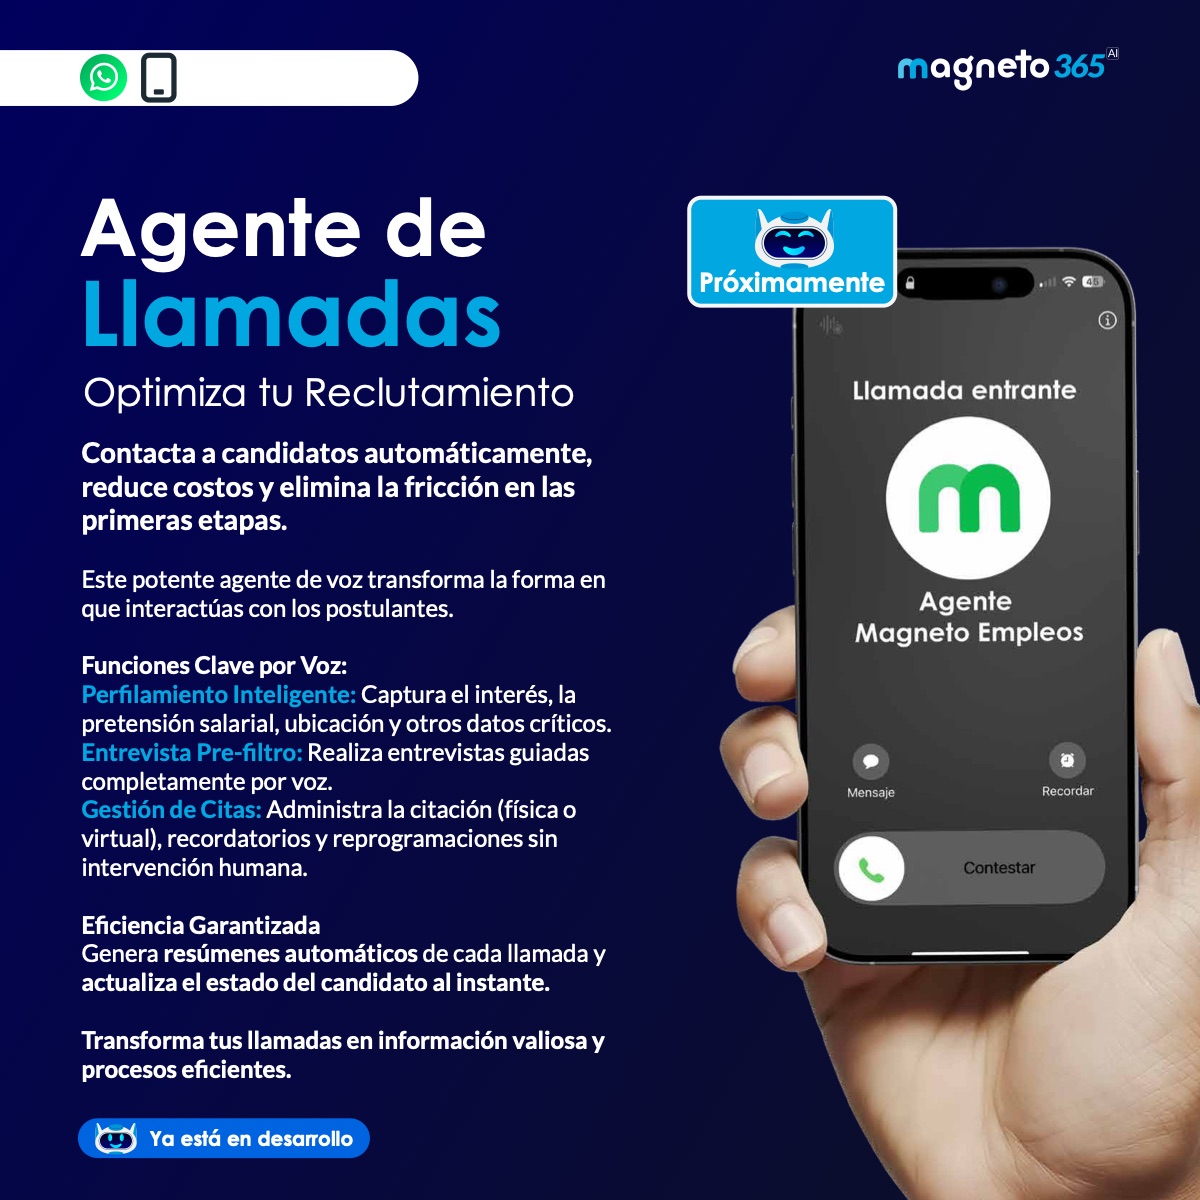 magneto 365 AI
Agente de
Llamadas
Optimiza tu Reclutamiento
Contacta a candidatos automáticamente,
reduce costos y elimina la fricción en las
primeras etapas.
Este potente agente de voz transforma la forma en
que interactúas con los postulantes.
Funciones Clave por Voz:
Perfilamiento Inteligente: Captura el interés, la
pretensión salarial, ubicación y otros datos críticos.
Entrevista Pre-filtro: Realiza entrevistas guiadas
completamente por voz.
Gestión de Citas: Administra la citación (física o
virtual), recordatorios y reprogramaciones sin
intervención humana.
Eficiencia Garantizada
Genera resúmenes automáticos de cada llamada y
actualiza el estado del candidato al instante.
Transforma tus llamadas en información valiosa y
procesos eficientes.
Ya está en desarrollo
Próximamente
45
Llamada entrante
m
Agente
Magneto Empleos
Mensaje
Recordar
Contestar